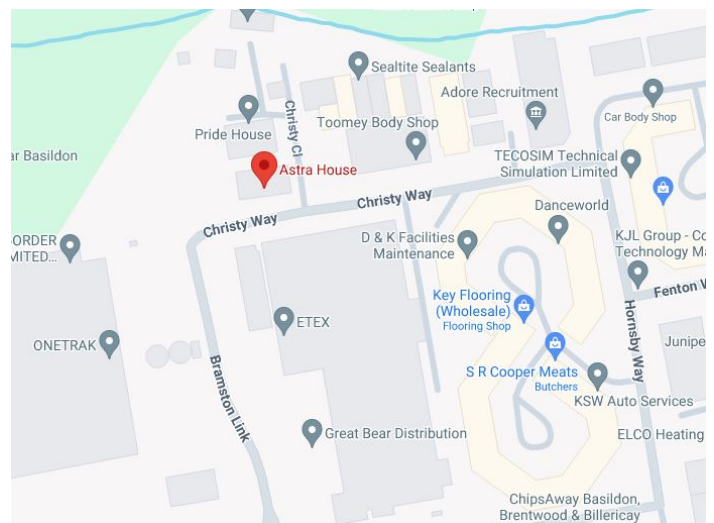 Sealtite Sealants
Adore Recruitment
Car Body Shop
Christy Cl
Pride House
Toomey Body Shop
ar Basildon
Astra House
TECOSIM Technical
Simulation Limited
Christy Way
Christy Way
Danceworld
ORDER
IMITED...
D & K Facilities
Maintenance
KJL Group - Co
Technology Ma
Fenton W
Key Flooring
(Wholesale)
Flooring Shop
Hornsby Way
ETEX
ONETRAK
Junipe
S R Cooper Meats
Butchers
Bramston Link
KSW Auto Services
Great Bear Distribution
ELCO Heating
ChipsAway Basildon,
Brentwood & Billericay